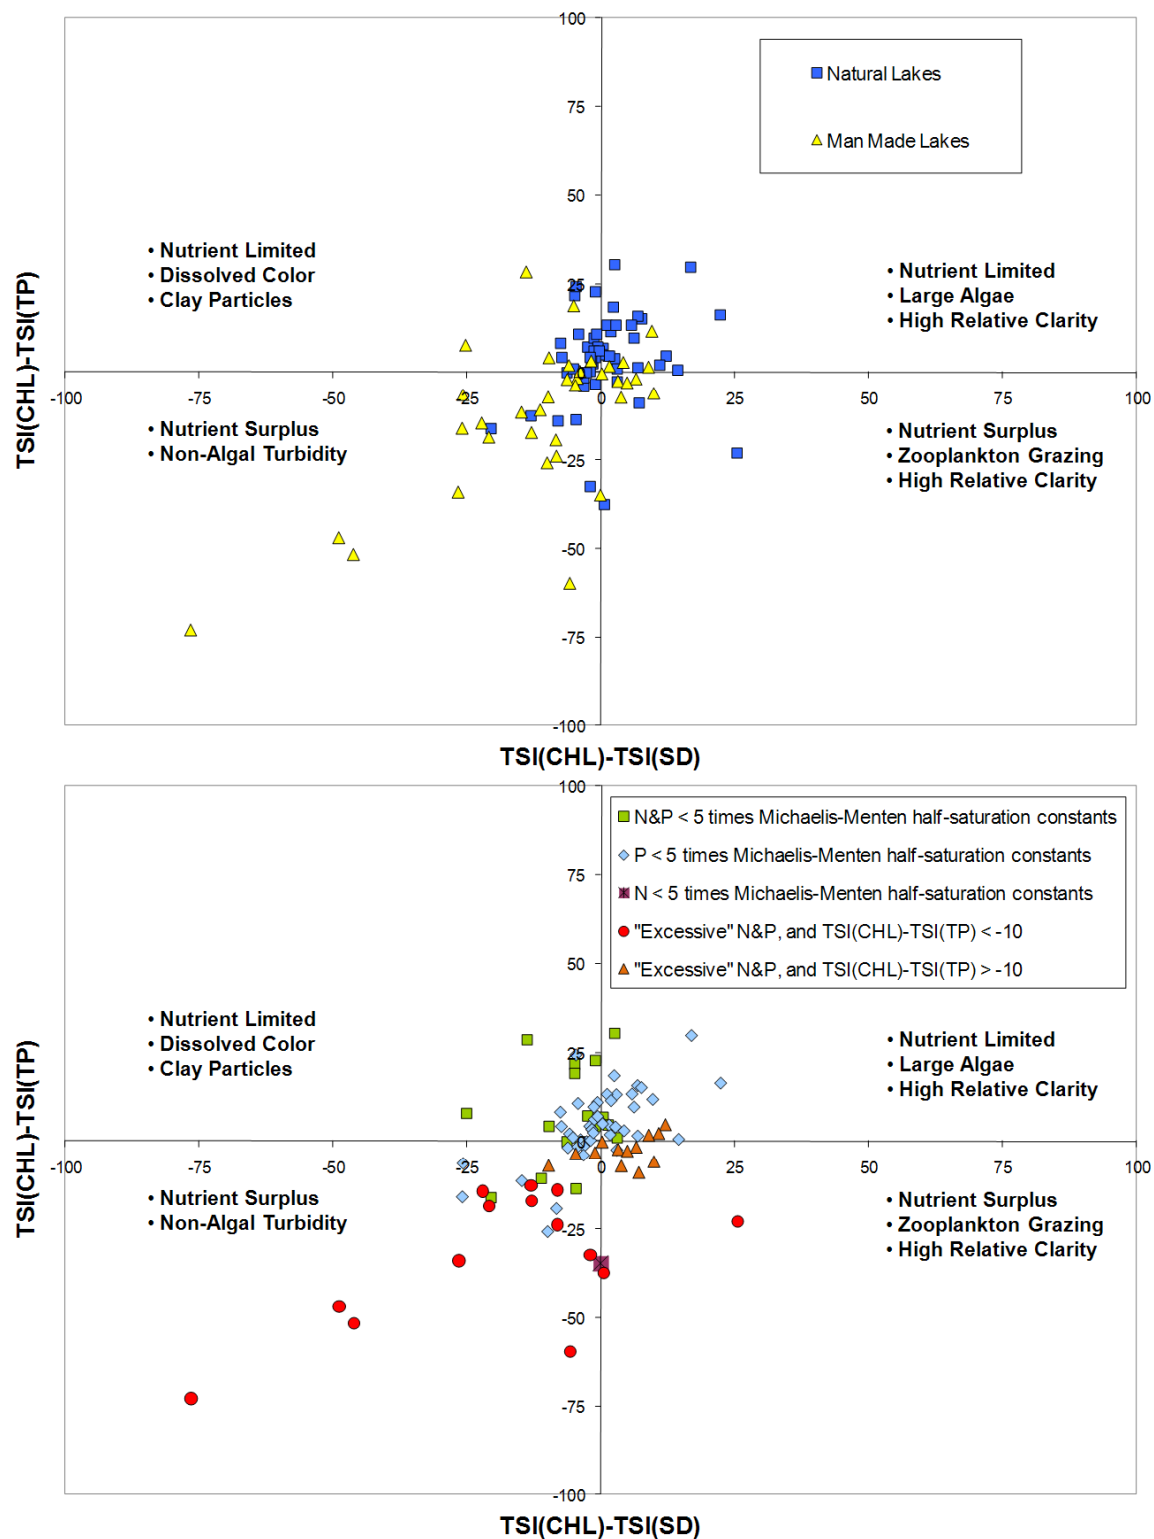 100
75
50
25
0
-25
-50
-75
-100
-100
-75
-50
-25
0
25
50
75
100
Natural Lakes
Man Made Lakes
• Nutrient Limited
• Dissolved Color
• Clay Particles
• Nutrient Limited
• Large Algae
• High Relative Clarity
• Nutrient Surplus
• Non-Algal Turbidity
• Nutrient Surplus
• Zooplankton Grazing
• High Relative Clarity
TSI(CHL)-TSI(TP)
TSI(CHL)-TSI(SD)
100
75
50
25
0
-25
-50
-75
-100
-100
-75
-50
-25
0
25
50
75
100
N&P < 5 times Michaelis-Menten half-saturation constants
P < 5 times Michaelis-Menten half-saturation constants
N < 5 times Michaelis-Menten half-saturation constants
"Excessive" N&P, and TSI(CHL)-TSI(TP) < -10
"Excessive" N&P, and TSI(CHL)-TSI(TP) > -10
• Nutrient Limited
• Dissolved Color
• Clay Particles
• Nutrient Limited
• Large Algae
• High Relative Clarity
• Nutrient Surplus
• Non-Algal Turbidity
• Nutrient Surplus
• Zooplankton Grazing
• High Relative Clarity
TSI(CHL)-TSI(TP)
TSI(CHL)-TSI(SD)